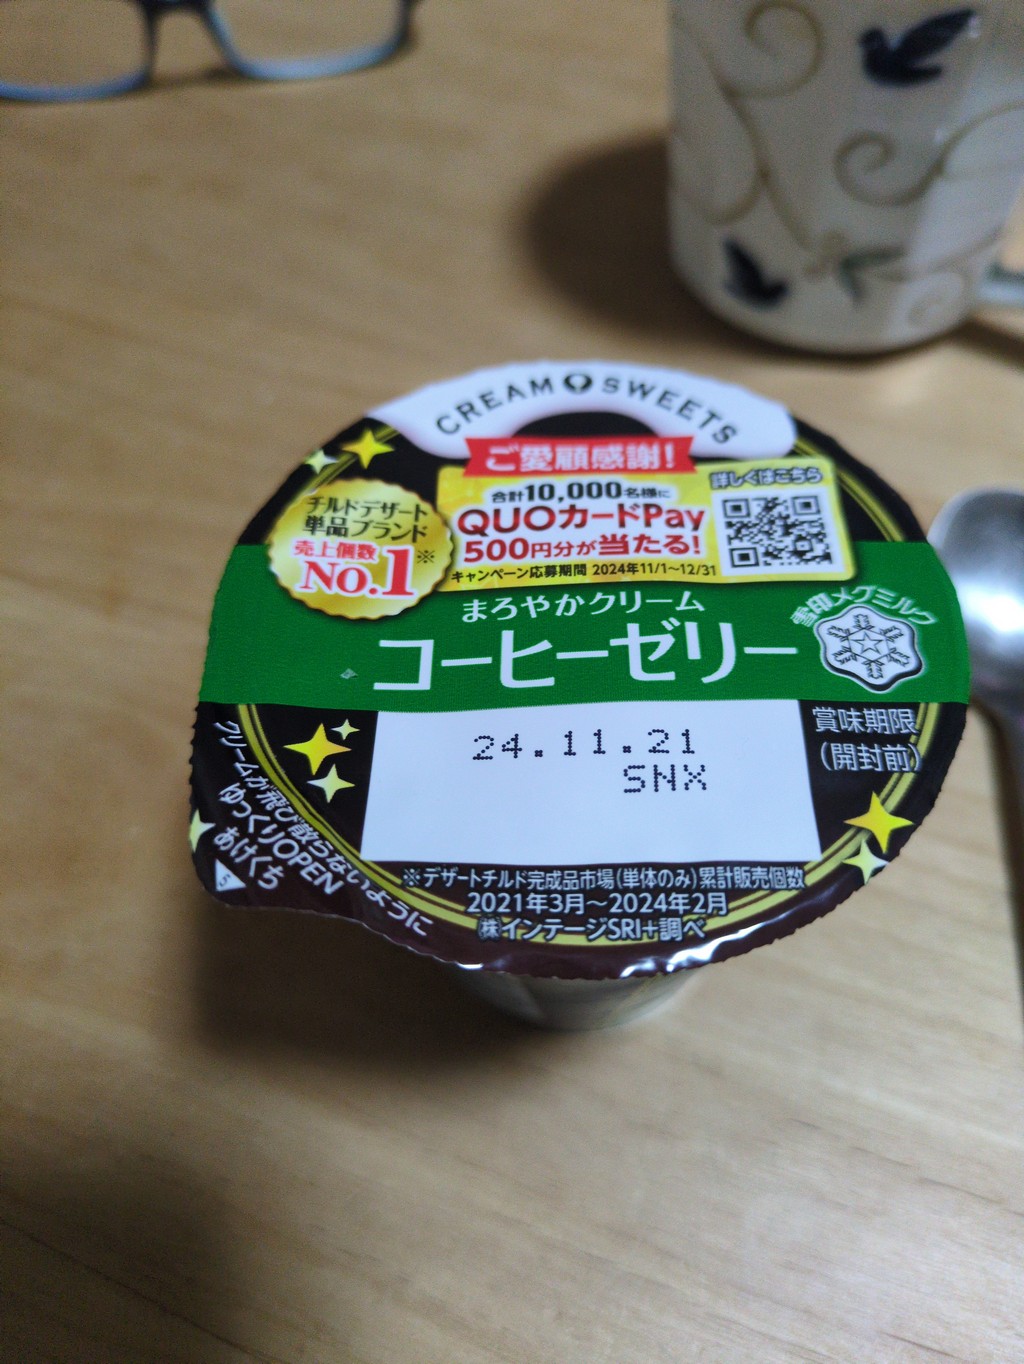 CREAM SWEETS
ご愛顧感謝!
合計10,000名様に
QUOカードPay
500円分が当たる!
キャンペーン応募期間 2024年11/1~12/31
詳しくはこちら
チルドデザート
単品ブランド
売上個数
No.1※
まろやかクリーム
コーヒーゼリー
雪印メグミルク
24.11.21
SNX
賞味期限
(開封前)
クリームが飛び散らないように
ゆっくりOPEN
あけくち
S
※デザートチルド完成品市場(単体のみ)累計販売個数
2021年3月~2024年2月
㈱インテージSRI+調べ